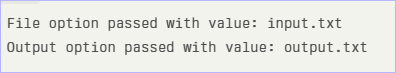 File option passed with value: input.txt
Output option passed with value: output.txt